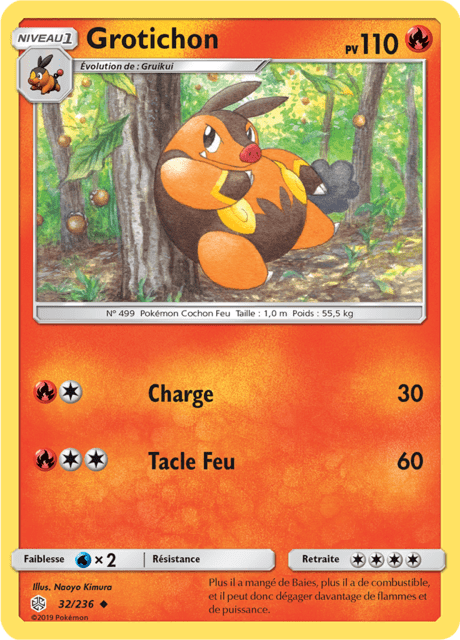 NIVEAU 1
Grotichon
PV 110
Évolution de : Gruikui
N° 499 Pokémon Cochon Feu Taille : 1,0 m Poids : 55,5 kg
Charge 30
Tacle Feu 60
Faiblesse ×2 Résistance Retraite
Illus. Naoyo Kimura
32/236
©2019 Pokémon
Plus il a mangé de Baies, plus il a de combustible,
et il peut donc dégager davantage de flammes et
de puissance.